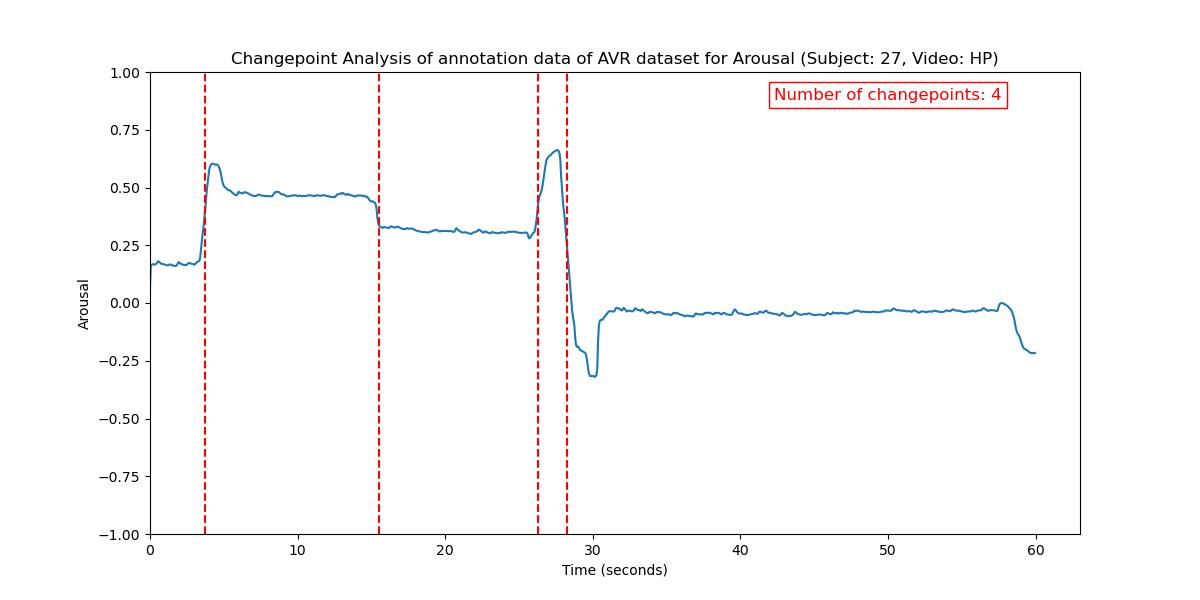 Changepoint Analysis of annotation data of AVR dataset for Arousal (Subject: 27, Video: HP)
Number of changepoints: 4
1.00
0.75
0.50
0.25
0.00
−0.25
−0.50
−0.75
−1.00
Arousal
0 10 20 30 40 50 60
Time (seconds)